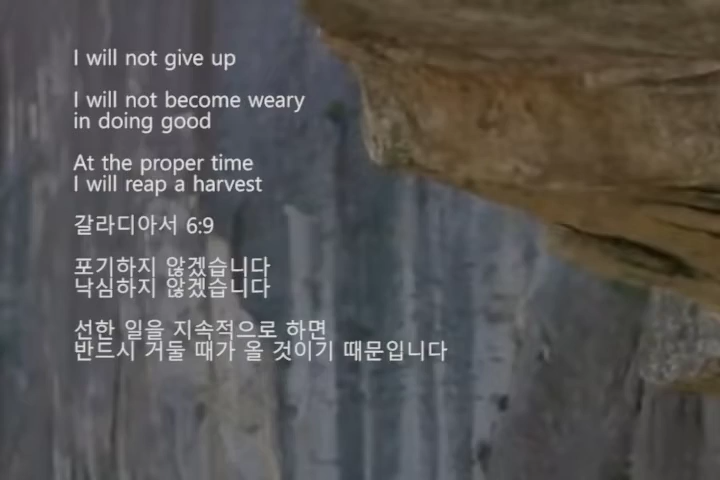 I will not give up
I will not become weary
in doing good
At the proper time
I will reap a harvest
갈라디아서 6:9
포기하지 않겠습니다
낙심하지 않겠습니다
선한 일을 지속적으로 하면
반드시 거둘 때가 올 것이기 때문입니다